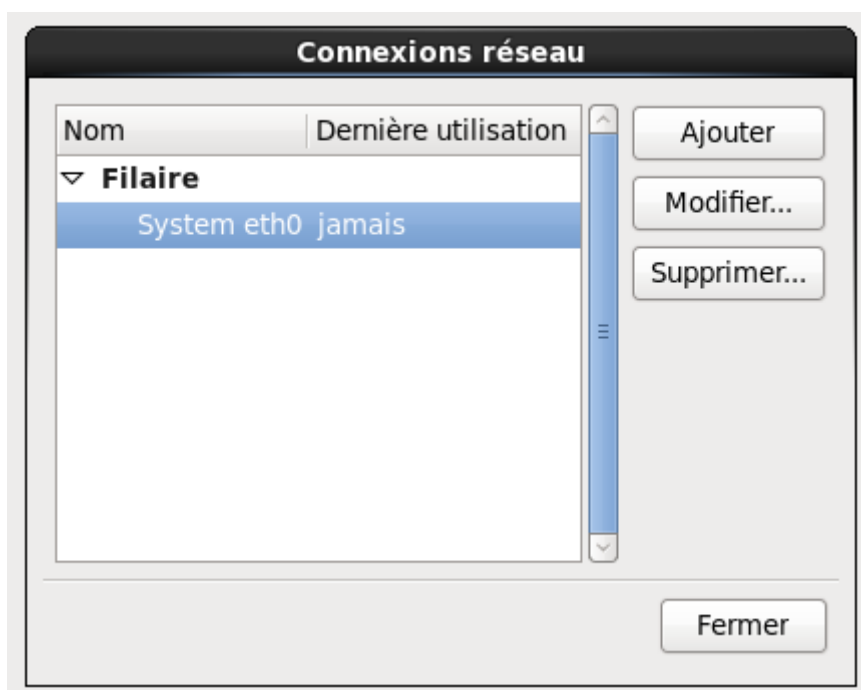 Connexions réseau
Nom Dernière utilisation
Filaire
System eth0 jamais
Ajouter
Modifier...
Supprimer...
Fermer